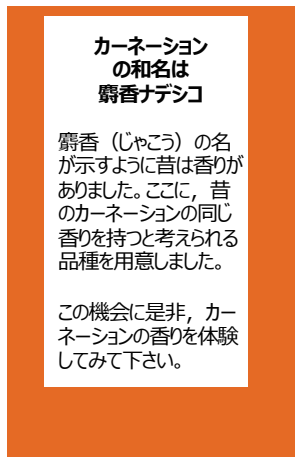 カーネーション
の和名は
麝香ナデシコ
麝香（じゃこう）の名
が示すように昔は香りが
ありました。ここに，昔
のカーネーションの同じ
香りを持つと考えられる
品種を用意しました。
この機会に是非，カー
ネーションの香りを体験
してみて下さい。